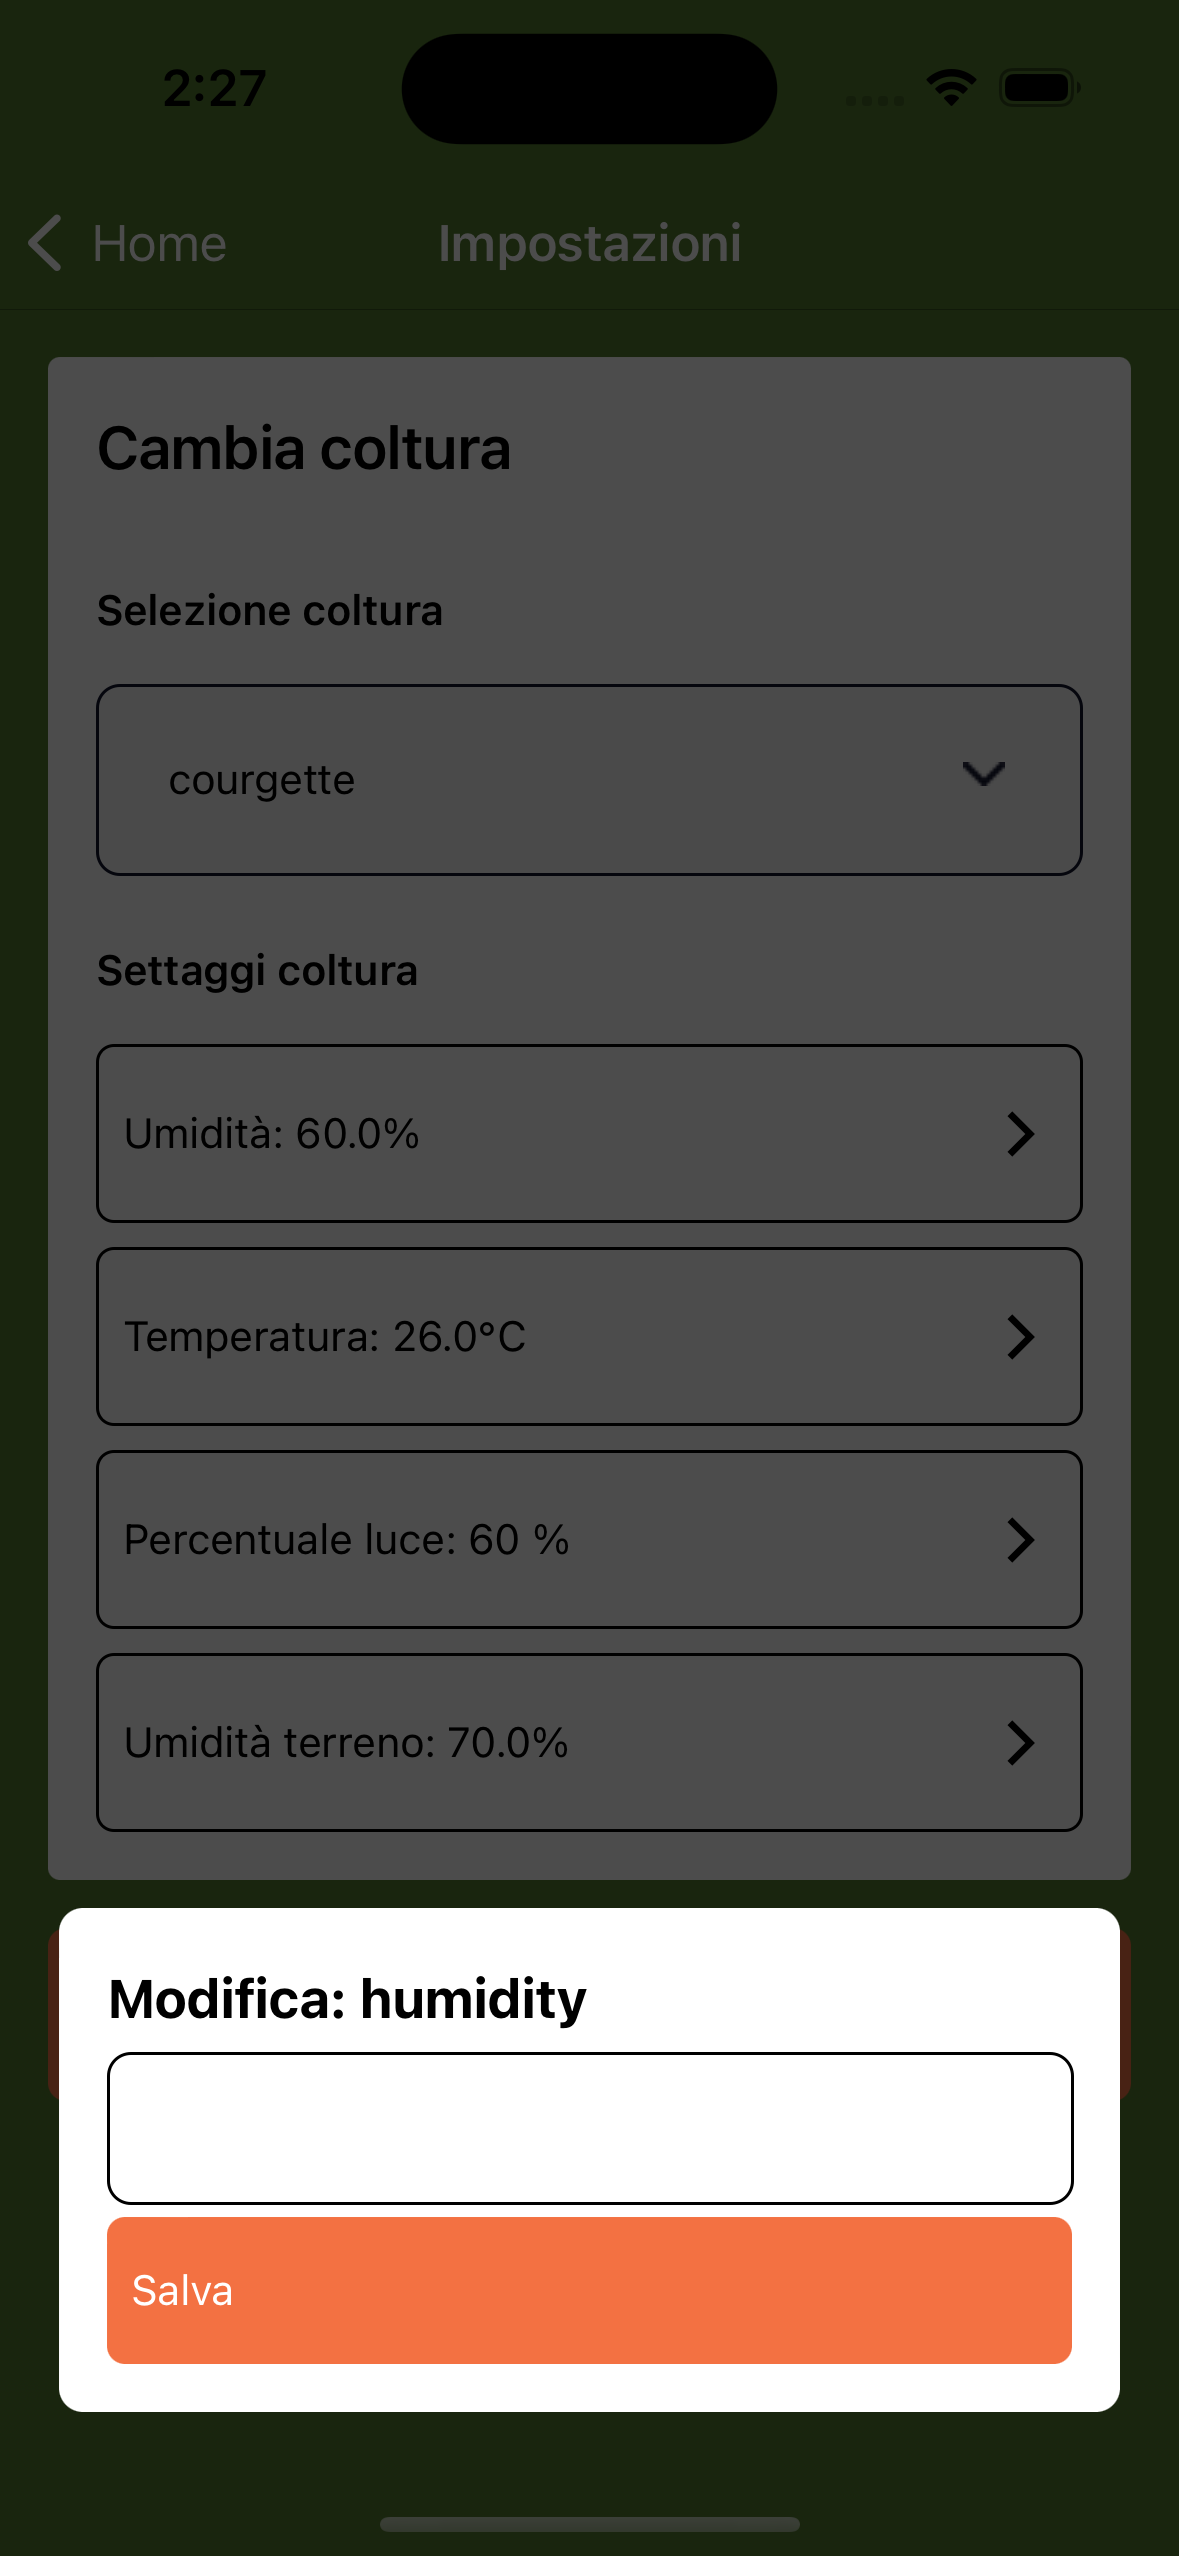 2:27
Home
Impostazioni
Cambia coltura
Selezione coltura
courgette
Settaggi coltura
Umidità: 60.0%
Temperatura: 26.0°C
Percentuale luce: 60 %
Umidità terreno: 70.0%
Modifica: humidity
Salva